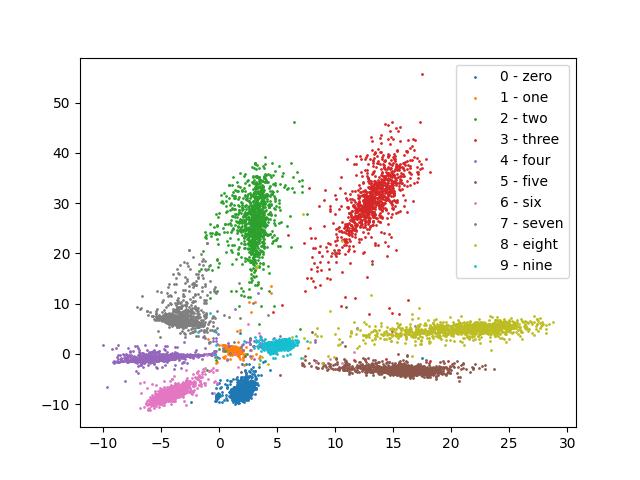 0 - zero
1 - one
2 - two
3 - three
4 - four
5 - five
6 - six
7 - seven
8 - eight
9 - nine
50
40
30
20
10
0
−10
−10 −5 0 5 10 15 20 25 30